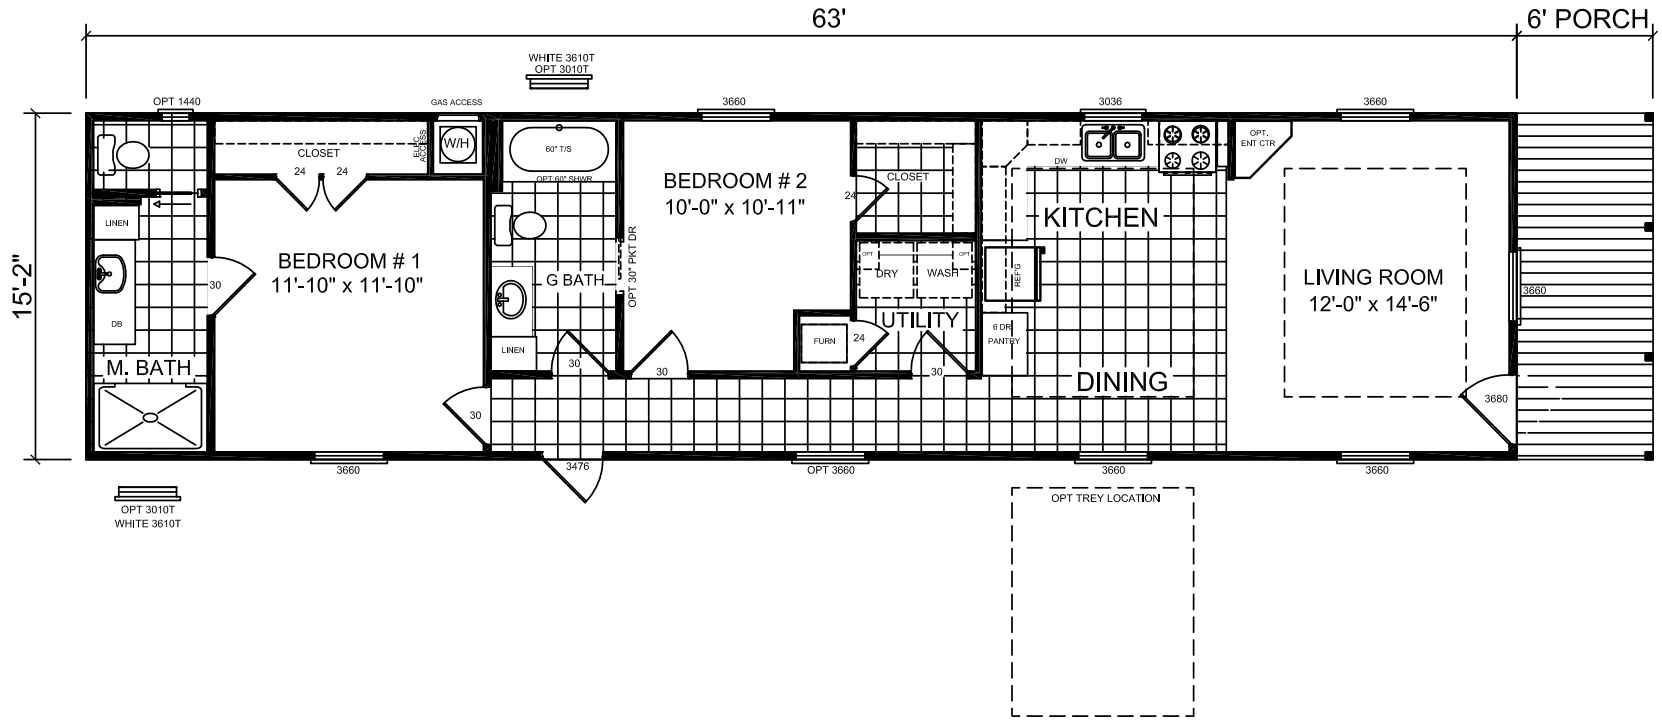 63'
6' PORCH
WHITE 3610T
OPT 3010T
OPT 1440
GAS ACCESS
3660
3036
3660
15'-2"
CLOSET
24
24
ELEC
ACCESS
W/H
60" T/S
OPT 60" SHWR
BEDROOM # 2
10'-0" x 10'-11"
24
CLOSET
DW
OPT.
ENT CTR
LINEN
KITCHEN
BEDROOM # 1
11'-10" x 11'-10"
30
G BATH
OPT 30" PKT DR
OPT
OPT
DRY
WASH
REF'G
LIVING ROOM
12'-0" x 14'-6"
3660
DB
LINEN
FURN
24
UTILITY
6 DR
PANTRY
M. BATH
30
30
30
DINING
30
3680
3660
3476
OPT 3660
3660
3660
OPT 3010T
WHITE 3610T
OPT TREY LOCATION